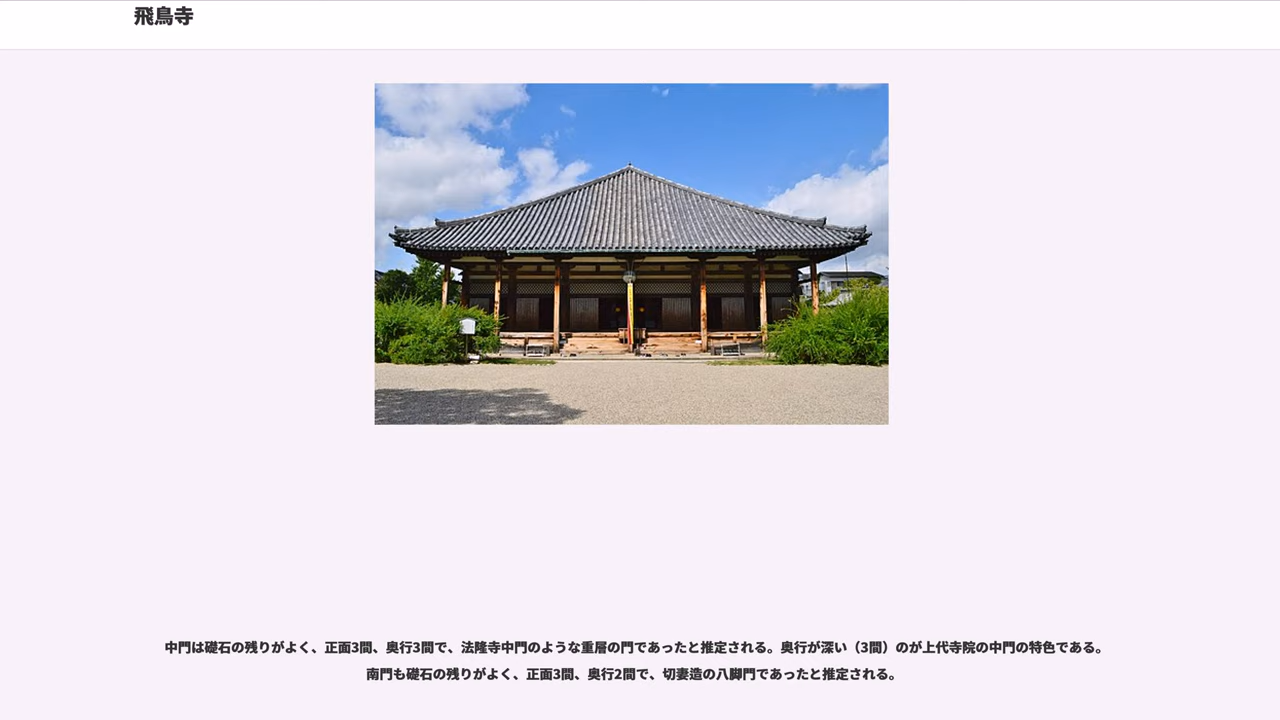 飛鳥寺
中門は礎石の残りがよく、正面3間、奥行3間で、法隆寺中門のような重層の門であったと推定される。奥行が深い（3間）のが上代寺院の中門の特色である。
南門も礎石の残りがよく、正面3間、奥行2間で、切妻造の八脚門であったと推定される。